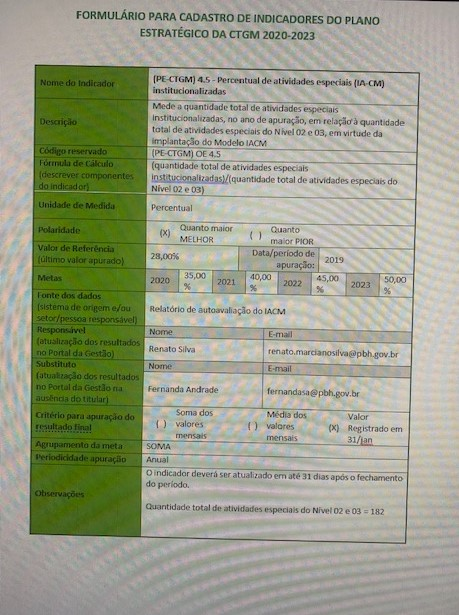 FORMULÁRIO PARA CADASTRO DE INDICADORES DO PLANO
ESTRATÉGICO DA CTGM 2020-2023
Nome do Indicador
(PE-CTGM) 4.5 - Percentual de atividades especiais (IA-CM)
institucionalizadas
Descrição
Mede a quantidade total de atividades especiais
institucionalizadas, no ano de apuração, em relação à quantidade
total de atividades especiais do Nível 02 e 03, em virtude da
implantação do Modelo IACM
Código reservado
(PE-CTGM) OE 4.5
Fórmula de Cálculo
(descrever componentes
do indicador)
(quantidade total de atividades especiais
institucionalizadas)/(quantidade total de atividades especiais do
Nível 02 e 03)
Unidade de Medida
Percentual
Polaridade
(X) Quanto maior
MELHOR
( ) Quanto
maior PIOR
Valor de Referência
(último valor apurado)
28,00%
Data/período de
apuração:
2019
Metas
2020
35,00
%
2021
40,00
%
2022
45,00
%
2023
50,00
%
Fonte dos dados
(sistema de origem e/ou
setor/pessoa responsável)
Relatório de autoavaliação do IACM
Responsável
(atualização dos resultados
no Portal da Gestão)
Nome
E-mail
Renato Silva
renato.marcianosilva@pbh.gov.br
Substituto
(atualização dos resultados
no Portal da Gestão na
ausência do titular)
Nome
E-mail
Fernanda Andrade
fernandasa@pbh.gov.br
Critério para apuração do
resultado final
( ) Soma dos
valores
mensais
( ) Média dos
valores
mensais
(X) Valor
Registrado em
31/jan
Agrupamento da meta
SOMA
Periodicidade apuração
Anual
Observações
O indicador deverá ser atualizado em até 31 dias após o fechamento
do período.
Quantidade total de atividades especiais do Nível 02 e 03 = 182